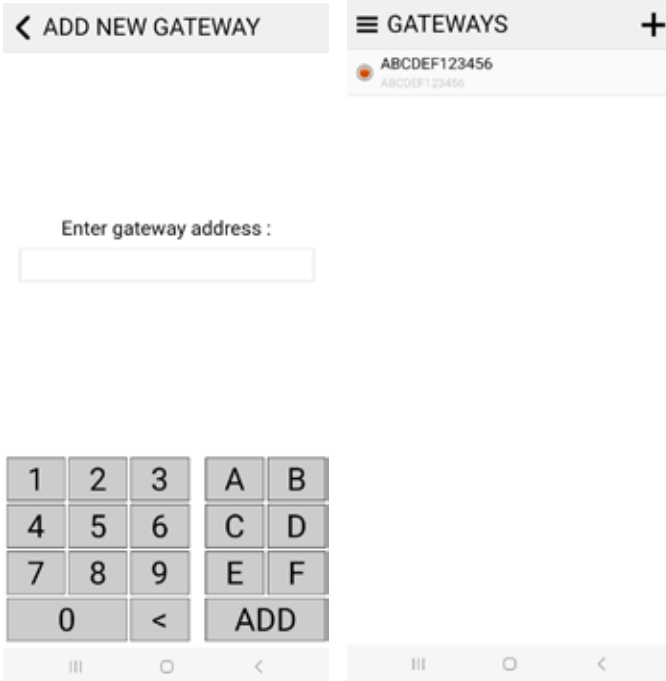 ADD NEW GATEWAY
Enter gateway address :
1 2 3 A B
4 5 6 C D
7 8 9 E F
0 < ADD
GATEWAYS
ABCDEF123456
ABCDEF123456